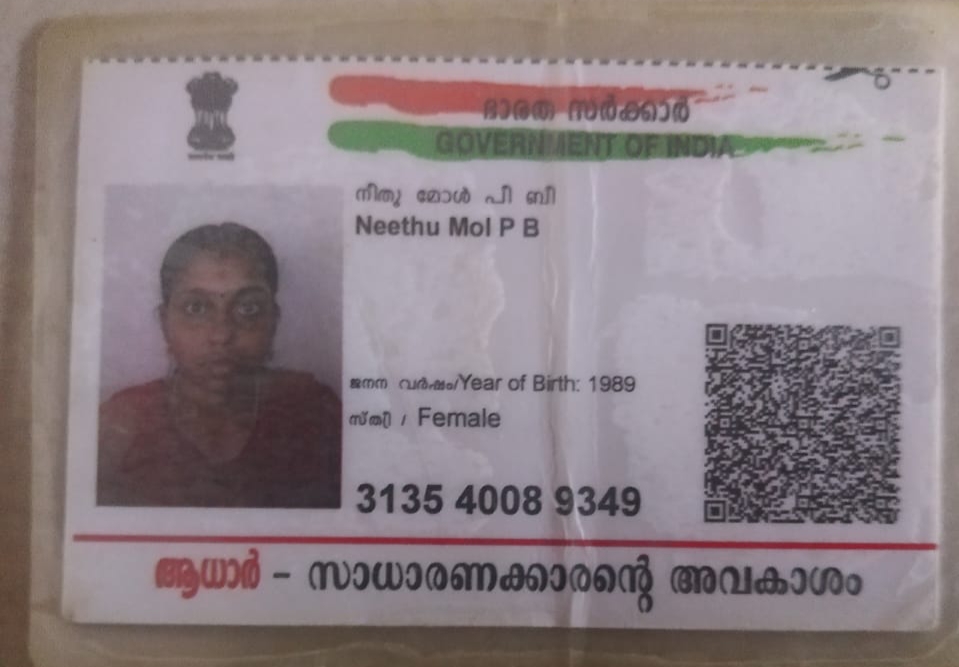 ഭാരത സർക്കാർ
GOVERNMENT OF INDIA
നീതു മോൾ പി ബി
Neethu Mol P B
ജനന വർഷം/Year of Birth: 1989
സ്ത്രീ / Female
3135 4008 9349
ആധാർ – സാധാരണക്കാരന്റെ അവകാശം